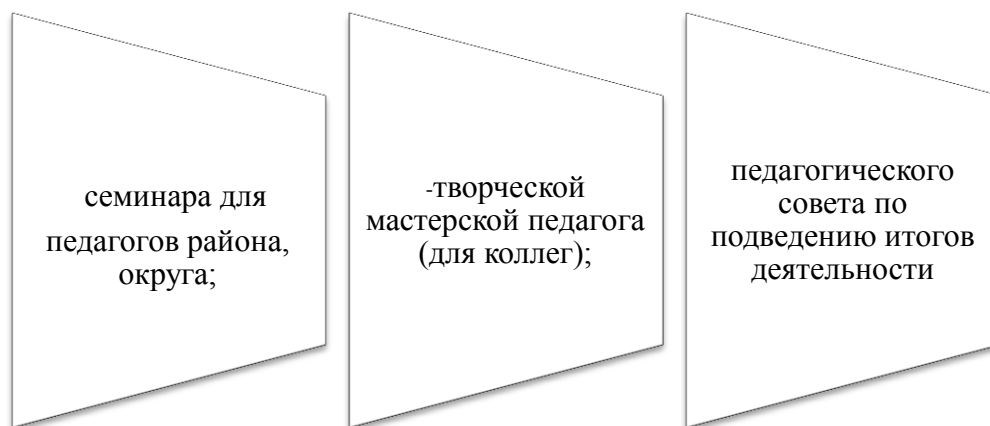 семинара для
педагогов района,
округа;
-творческой
мастерской педагога
(для коллег);
педагогического
совета по
подведению итогов
деятельности